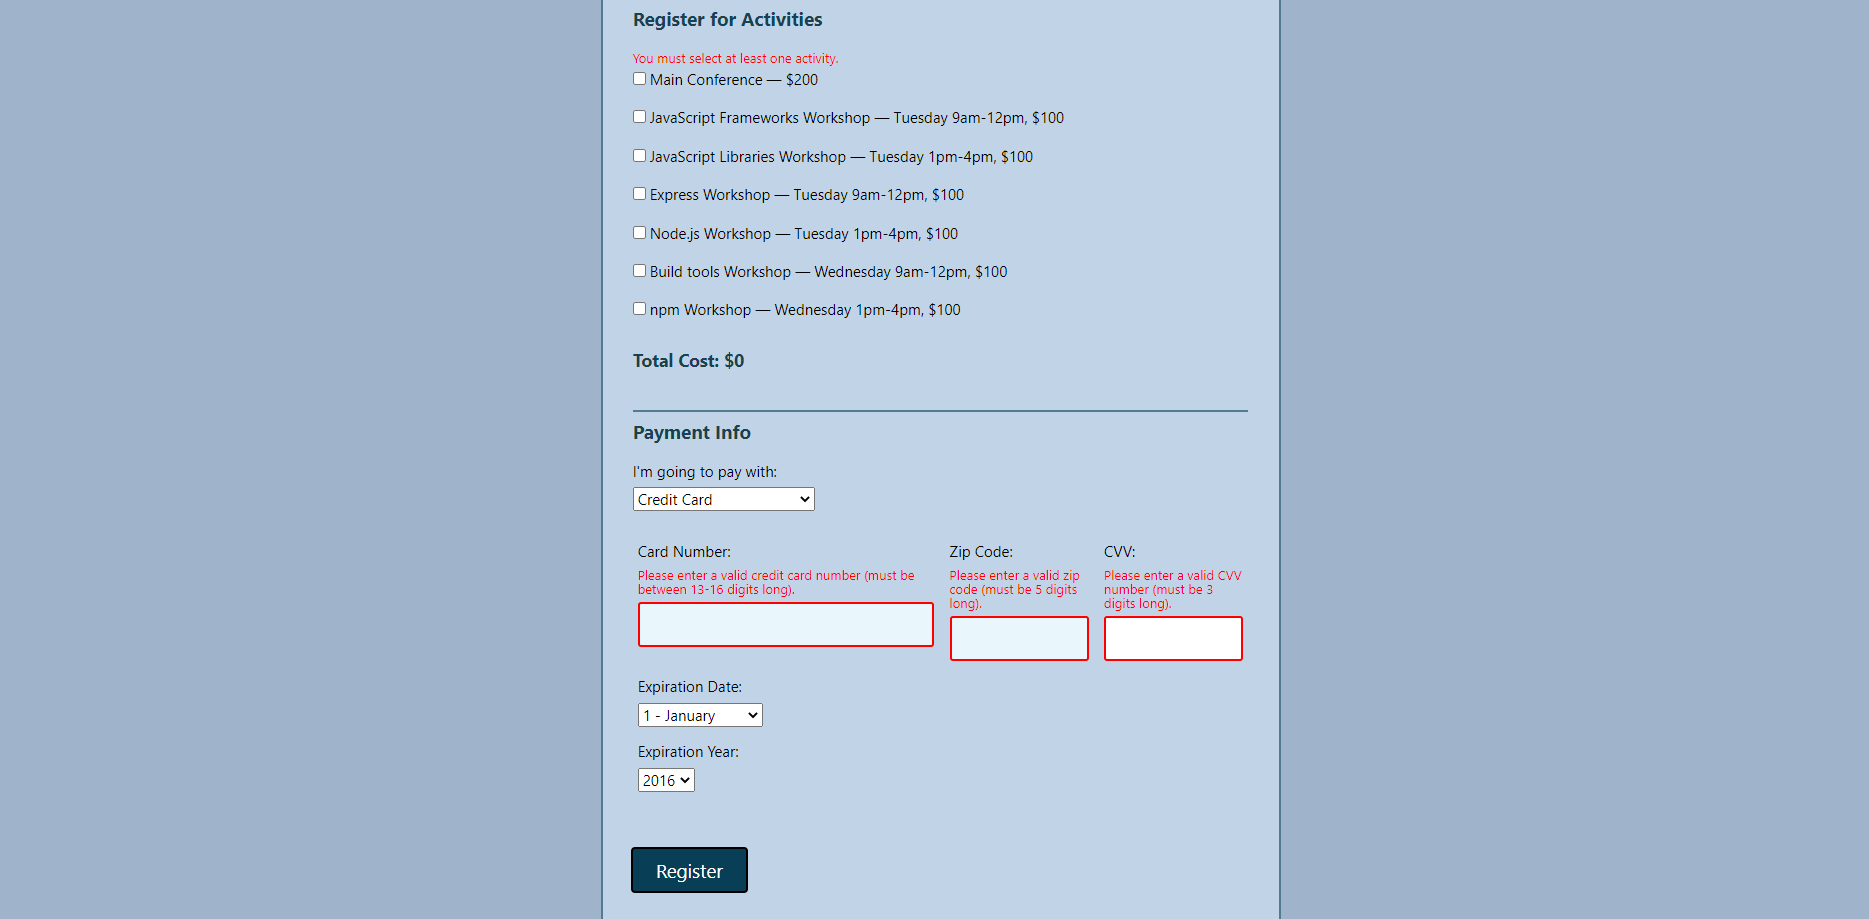 Register for Activities
You must select at least one activity.
Main Conference — $200
JavaScript Frameworks Workshop — Tuesday 9am-12pm, $100
JavaScript Libraries Workshop — Tuesday 1pm-4pm, $100
Express Workshop — Tuesday 9am-12pm, $100
Node.js Workshop — Tuesday 1pm-4pm, $100
Build tools Workshop — Wednesday 9am-12pm, $100
npm Workshop — Wednesday 1pm-4pm, $100
Total Cost: $0
Payment Info
I'm going to pay with:
Credit Card
Card Number:
Please enter a valid credit card number (must be
between 13-16 digits long).
Zip Code:
Please enter a valid zip
code (must be 5 digits
long).
CVV:
Please enter a valid CVV
number (must be 3
digits long).
Expiration Date:
1 - January
Expiration Year:
2016
Register